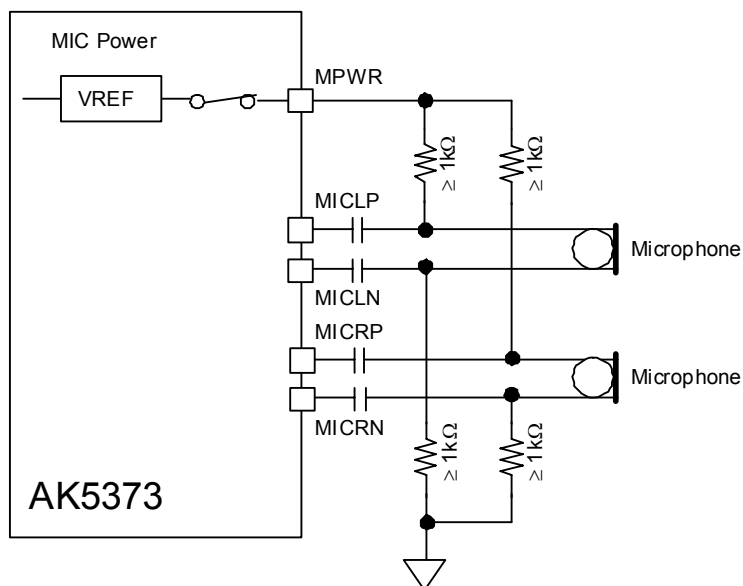 MIC Power
MPWR
VREF
≥ 1kΩ
≥ 1kΩ
MICLP
Microphone
MICLN
MICRP
Microphone
MICRN
≥ 1kΩ
≥ 1kΩ
AK5373